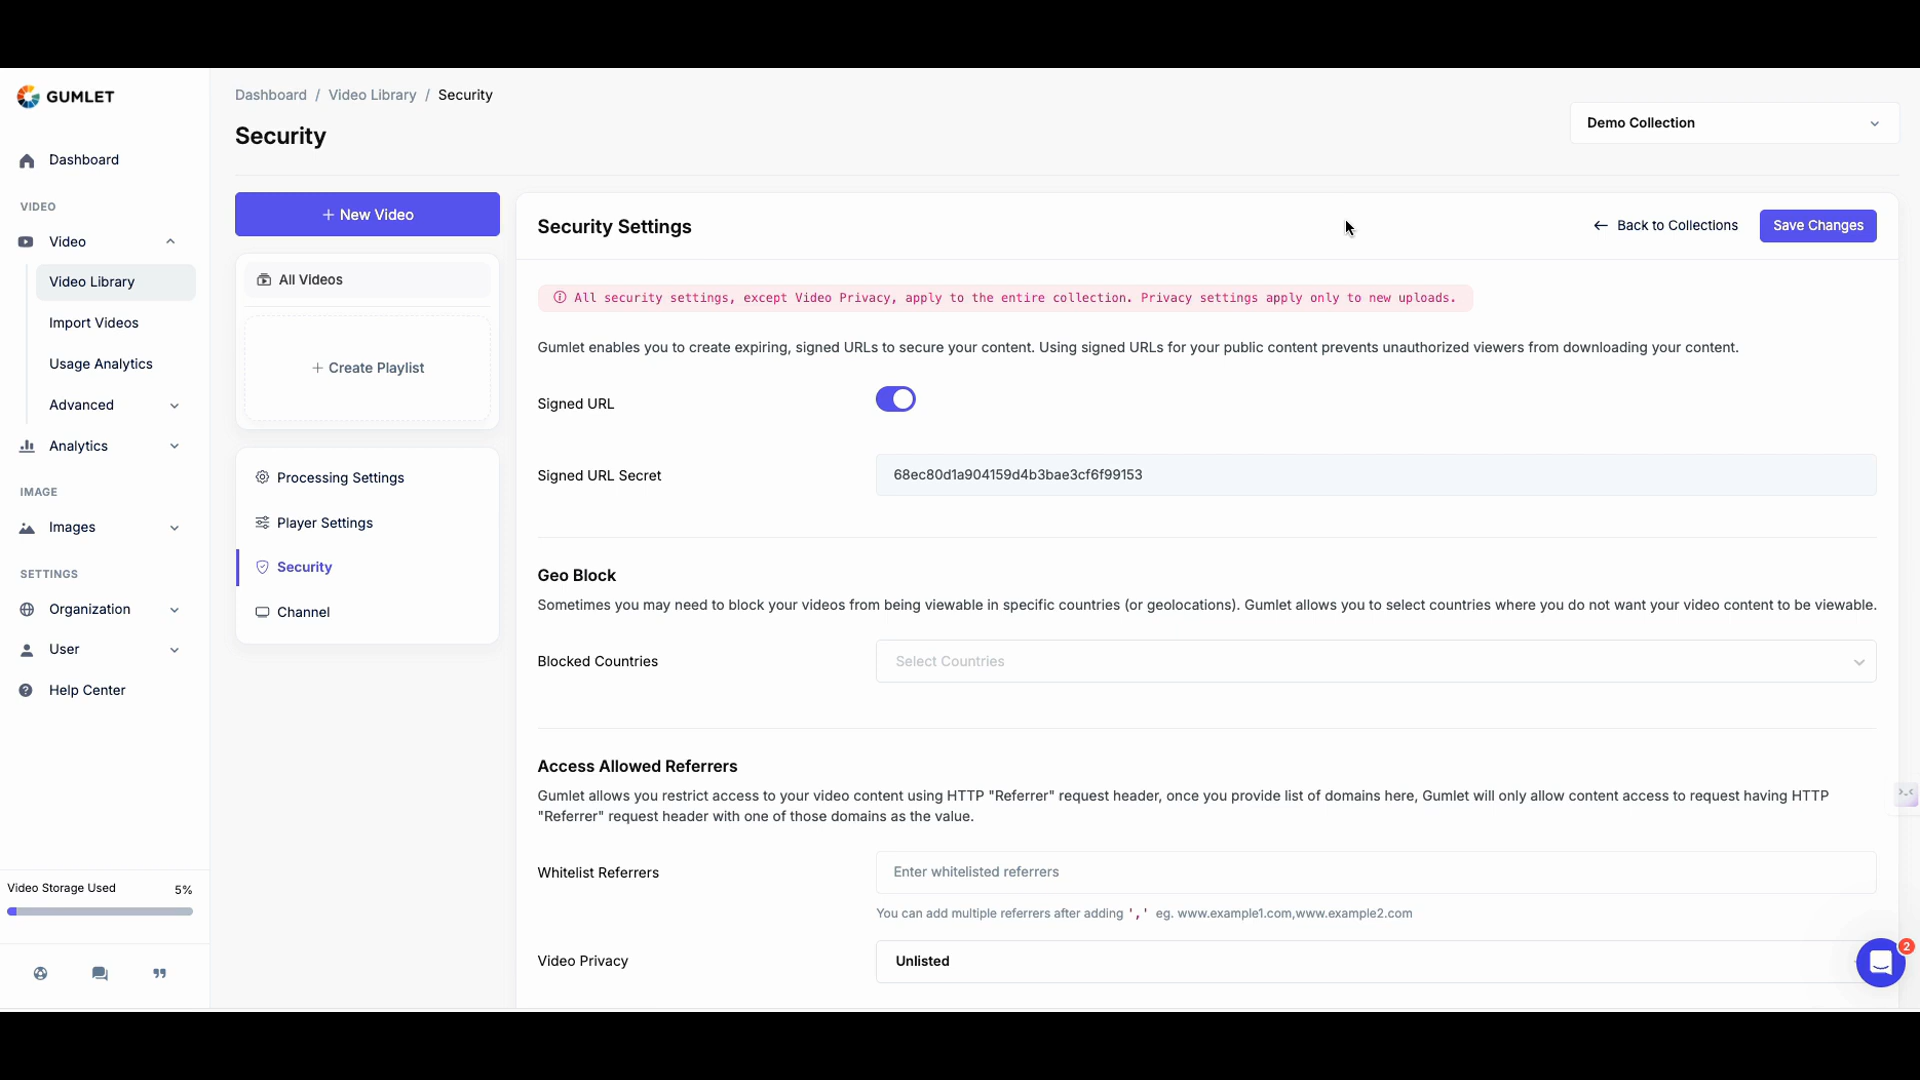 GUMLET
Dashboard / Video Library / Security
Security
Demo Collection
Dashboard
VIDEO
Video
Video Library
Import Videos
Usage Analytics
Advanced
Analytics
IMAGE
Images
SETTINGS
Organization
User
Help Center
Video Storage Used 5%
+ New Video
All Videos
+ Create Playlist
Processing Settings
Player Settings
Security
Channel
Security Settings
← Back to Collections
Save Changes
All security settings, except Video Privacy, apply to the entire collection. Privacy settings apply only to new uploads.
Gumlet enables you to create expiring, signed URLs to secure your content. Using signed URLs for your public content prevents unauthorized viewers from downloading your content.
Signed URL
Signed URL Secret
68ec80d1a904159d4b3bae3cf6f99153
Geo Block
Sometimes you may need to block your videos from being viewable in specific countries (or geolocations). Gumlet allows you to select countries where you do not want your video content to be viewable.
Blocked Countries
Select Countries
Access Allowed Referrers
Gumlet allows you restrict access to your video content using HTTP "Referrer" request header, once you provide list of domains here, Gumlet will only allow content access to request having HTTP
"Referrer" request header with one of those domains as the value.
Whitelist Referrers
Enter whitelisted referrers
You can add multiple referrers after adding ',' eg. www.example1.com,www.example2.com
Video Privacy
Unlisted
2